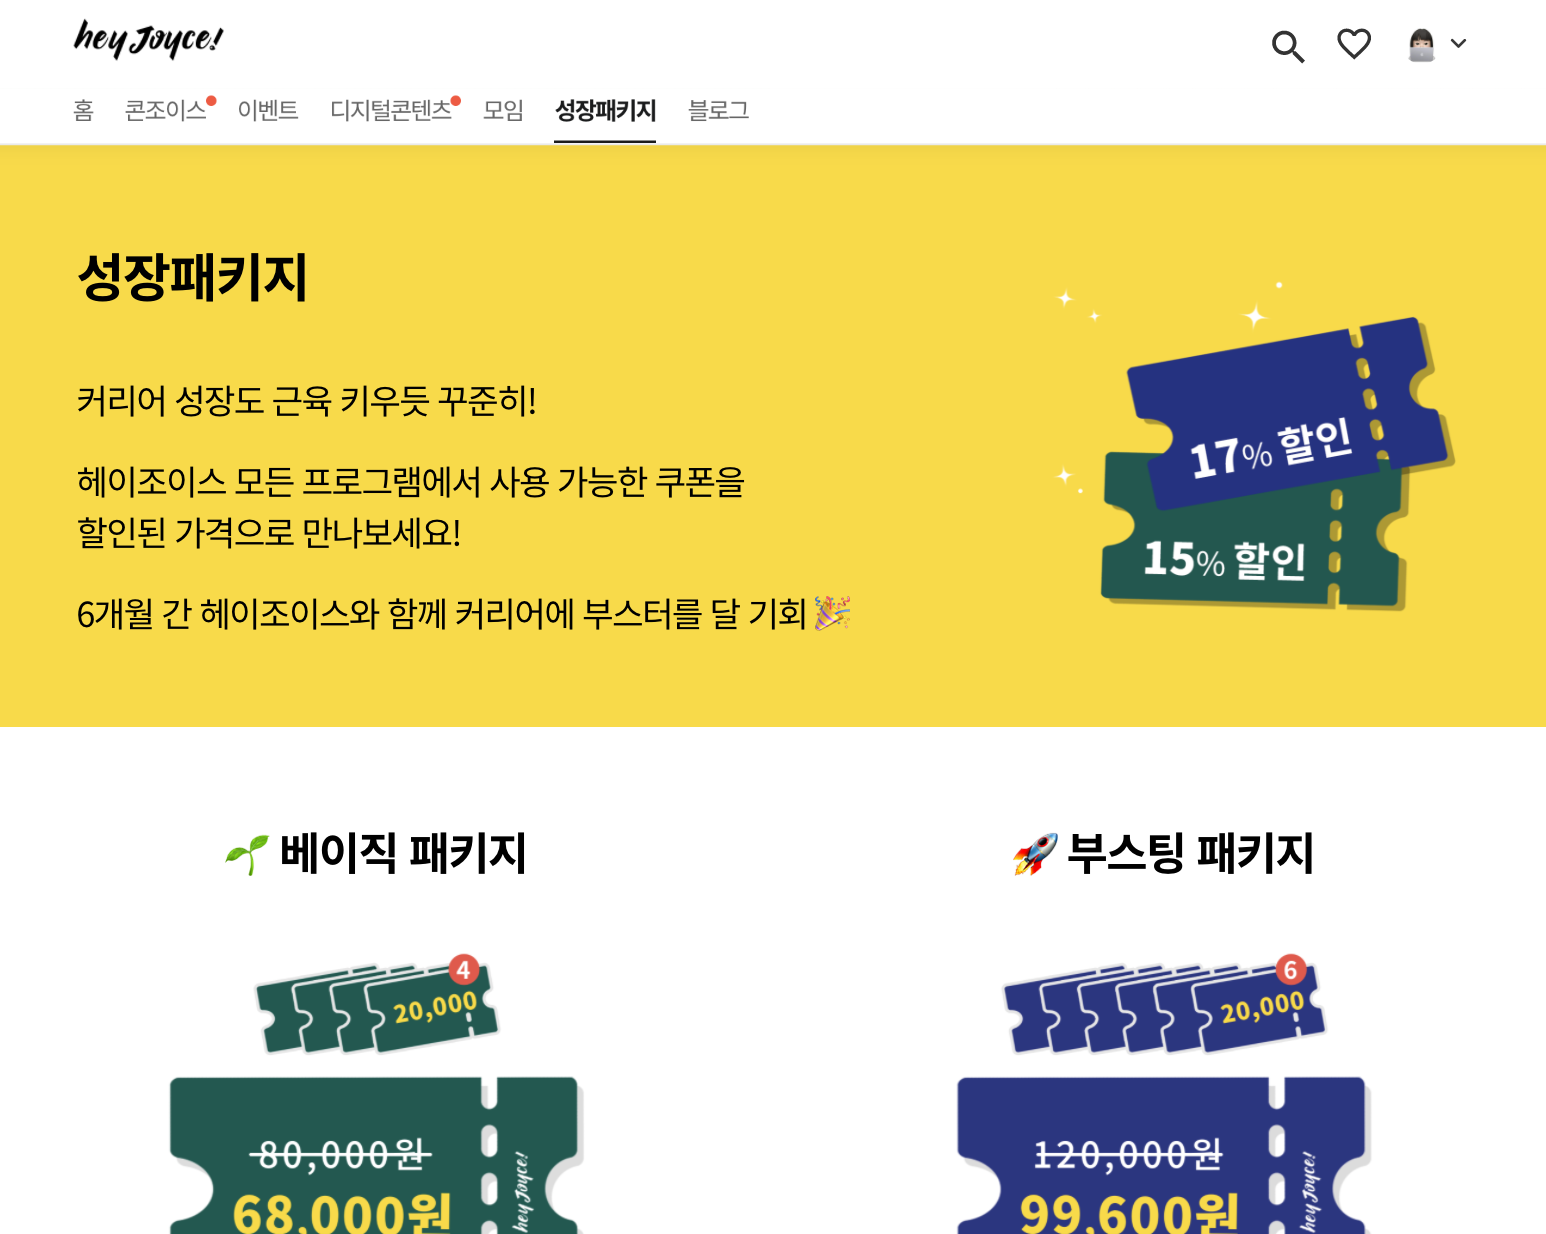 hey Joyce!
홈 콘조이스 이벤트 디지털콘텐츠 모임 성장패키지 블로그
성장패키지
커리어 성장도 근육 키우듯 꾸준히!
헤이조이스 모든 프로그램에서 사용 가능한 쿠폰을
할인된 가격으로 만나보세요!
6개월 간 헤이조이스와 함께 커리어에 부스터를 달 기회🎉
17% 할인
15% 할인
🌱 베이직 패키지
4
20,000
80,000원
68,000원
hey Joyce!
🚀 부스팅 패키지
6
20,000
120,000원
99,600원
hey Joyce!